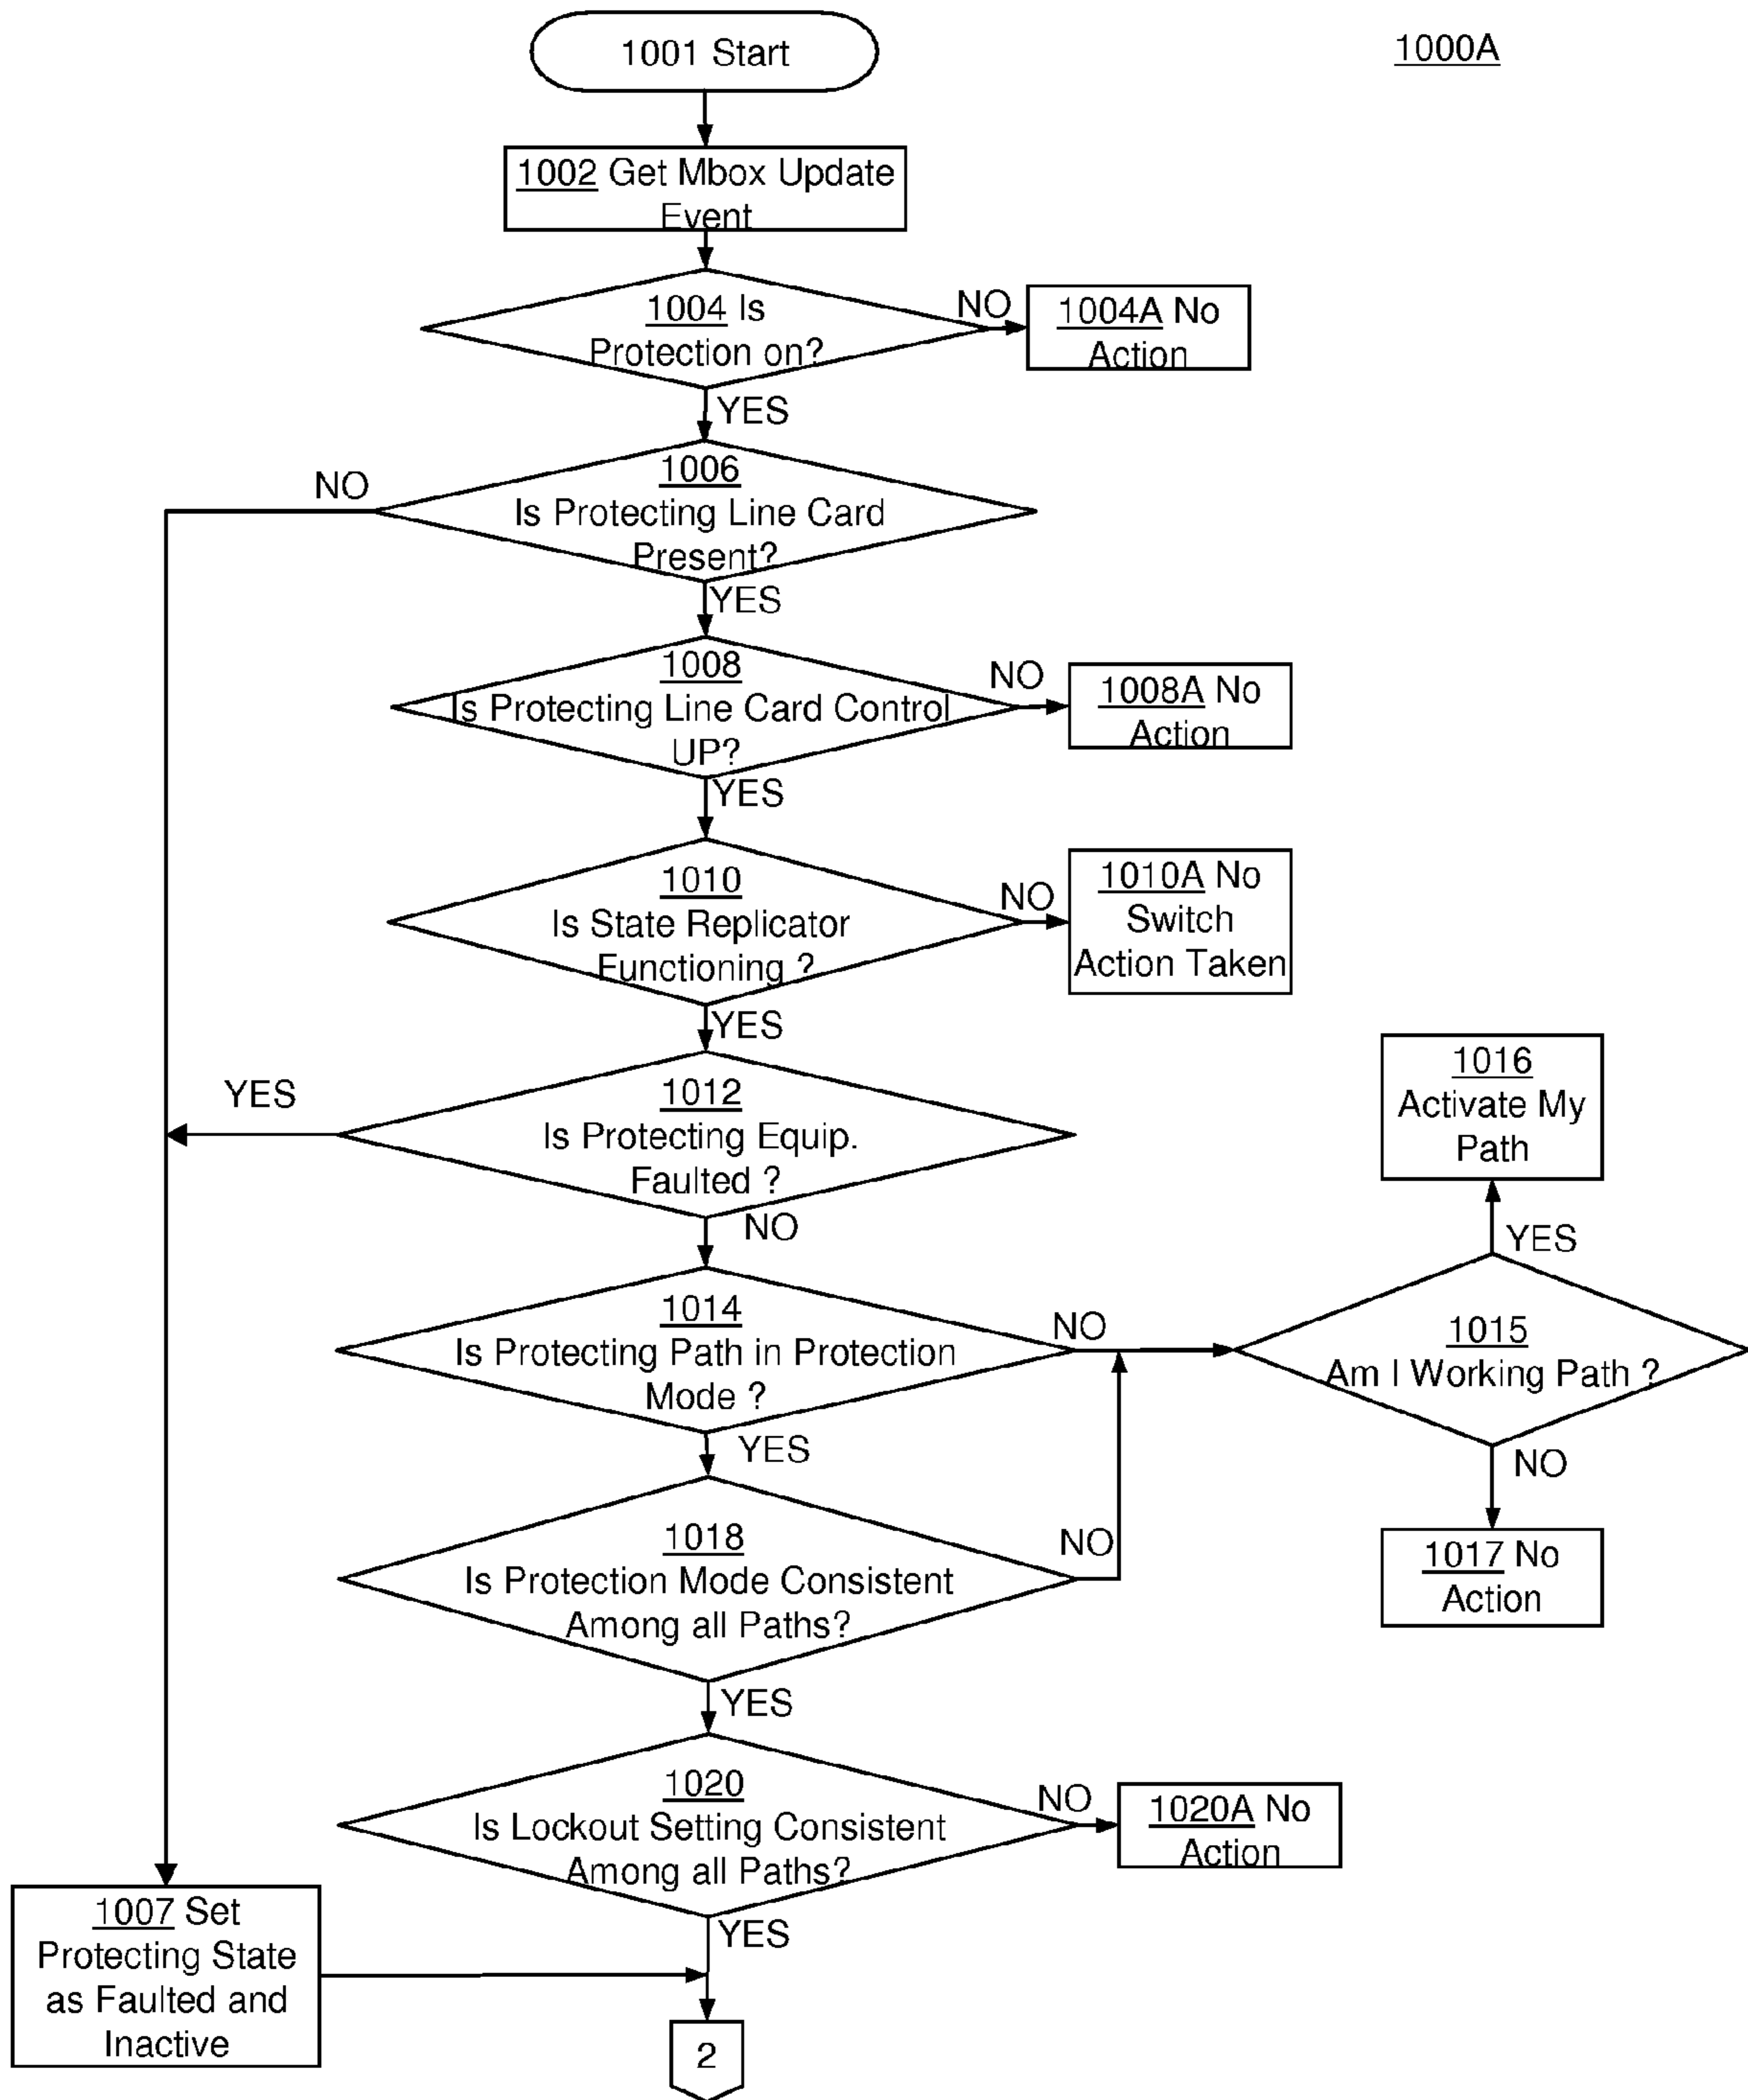 1000A
1001 Start
1002 Get Mbox Update
Event
1004 Is
Protection on?
NO
1004A No
Action
YES
1006
Is Protecting Line Card
Present?
NO
YES
1008
Is Protecting Line Card Control
UP?
NO
1008A No
Action
YES
1010
Is State Replicator
Functioning ?
NO
1010A No
Switch
Action Taken
YES
1012
Is Protecting Equip.
Faulted ?
YES
NO
1014
Is Protecting Path in Protection
Mode ?
NO
1015
Am I Working Path ?
YES
1016
Activate My
Path
NO
1017 No
Action
YES
1018
Is Protection Mode Consistent
Among all Paths?
NO
YES
1020
Is Lockout Setting Consistent
Among all Paths?
NO
1020A No
Action
YES
1007 Set
Protecting State
as Faulted and
Inactive
2